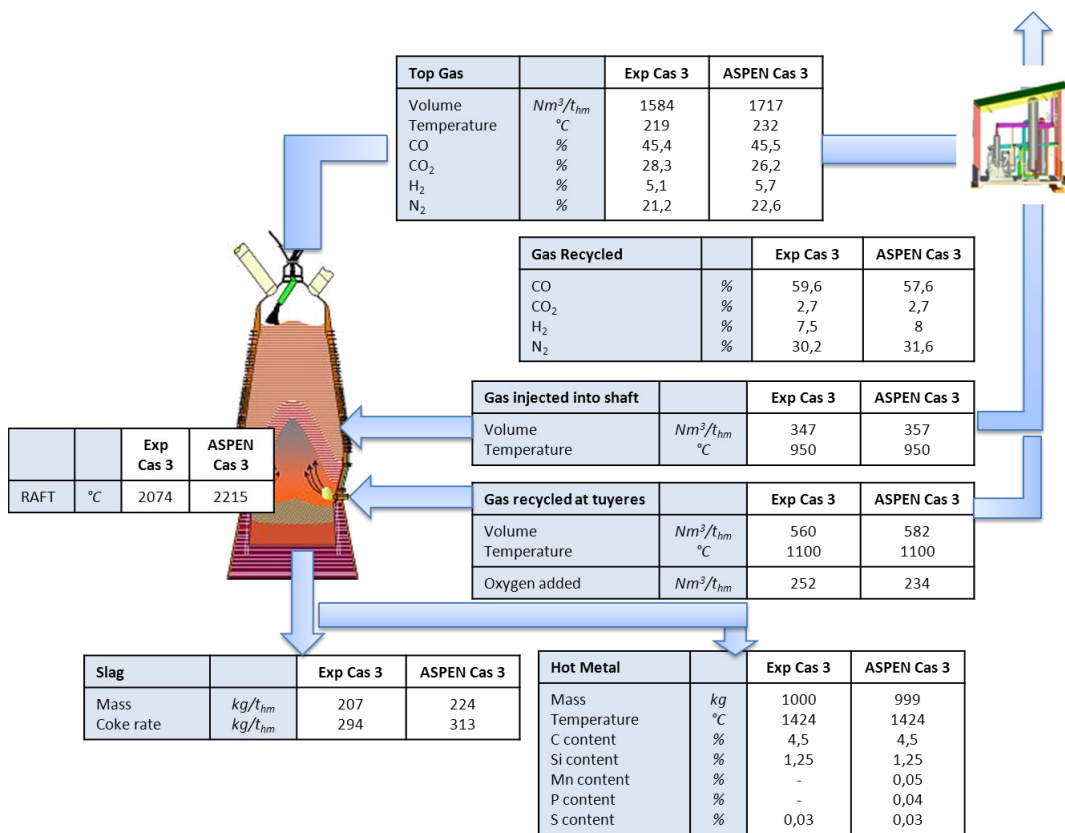 Top Gas Exp Cas 3 ASPEN Cas 3
Volume Nm³/t_hm 1584 1717
Temperature °C 219 232
CO % 45,4 45,5
CO₂ % 28,3 26,2
H₂ % 5,1 5,7
N₂ % 21,2 22,6
Gas Recycled Exp Cas 3 ASPEN Cas 3
CO % 59,6 57,6
CO₂ % 2,7 2,7
H₂ % 7,5 8
N₂ % 30,2 31,6
Gas injected into shaft Exp Cas 3 ASPEN Cas 3
Volume Nm³/t_hm 347 357
Temperature °C 950 950
Exp ASPEN
Cas 3 Cas 3
RAFT °C 2074 2215
Gas recycled at tuyeres Exp Cas 3 ASPEN Cas 3
Volume Nm³/t_hm 560 582
Temperature °C 1100 1100
Oxygen added Nm³/t_hm 252 234
Slag Exp Cas 3 ASPEN Cas 3
Mass kg/t_hm 207 224
Coke rate kg/t_hm 294 313
Hot Metal Exp Cas 3 ASPEN Cas 3
Mass kg 1000 999
Temperature °C 1424 1424
C content % 4,5 4,5
Si content % 1,25 1,25
Mn content % - 0,05
P content % - 0,04
S content % 0,03 0,03